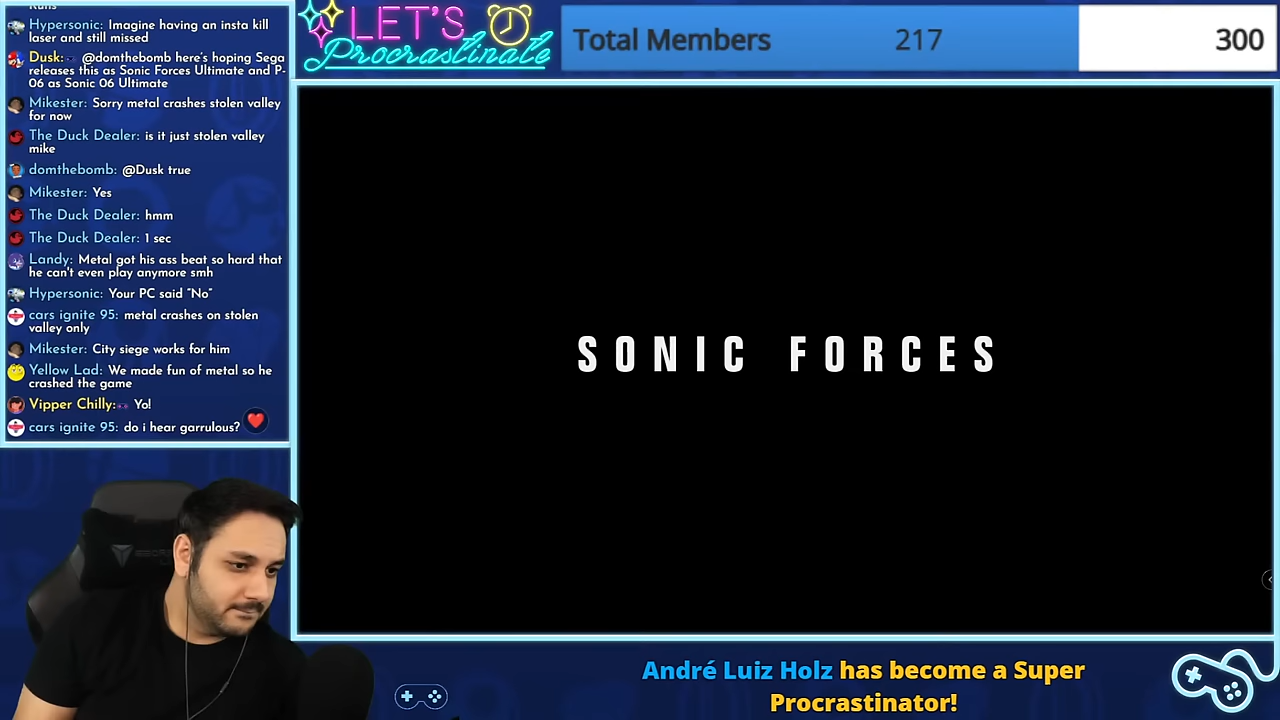 Hypersonic: Imagine having an insta kill
laser and still missed
Dusk: @domthebomb here's hoping Sega
releases this as Sonic Forces Ultimate and P-
06 as Sonic 06 Ultimate
Mikester: Sorry metal crashes stolen valley
for now
The Duck Dealer: is it just stolen valley
mike
domthebomb: @Dusk true
Mikester: Yes
The Duck Dealer: hmm
The Duck Dealer: 1 sec
Landy: Metal got his ass beat so hard that
he can't even play anymore smh
Hypersonic: Your PC said "No"
cars ignite 95: metal crashes on stolen
valley only
Mikester: City siege works for him
Yellow Lad: We made fun of metal so he
crashed the game
Vipper Chilly: Yo!
cars ignite 95: do i hear garrulous?
LET'S
Procrastinate
Total Members 217 300
SONIC FORCES
André Luiz Holz has become a Super
Procrastinator!